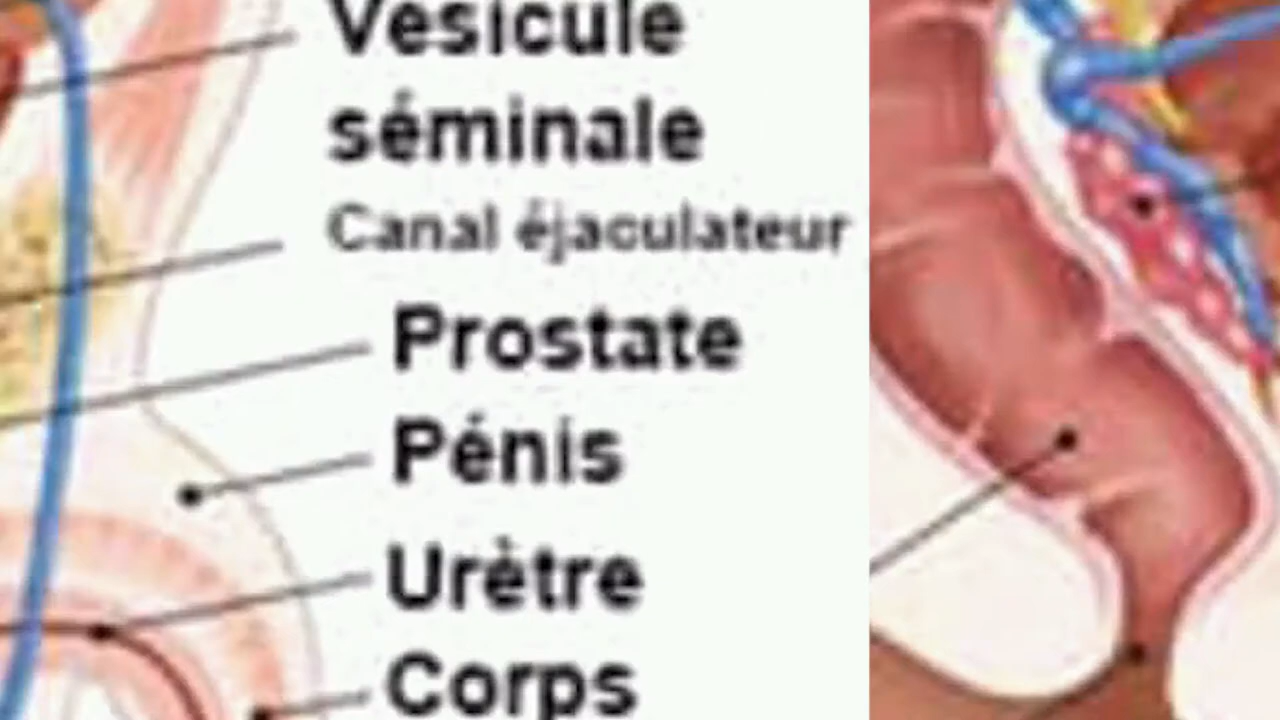 Vésicule
séminale
Canal éjaculateur
Prostate
Pénis
Urètre
Corps